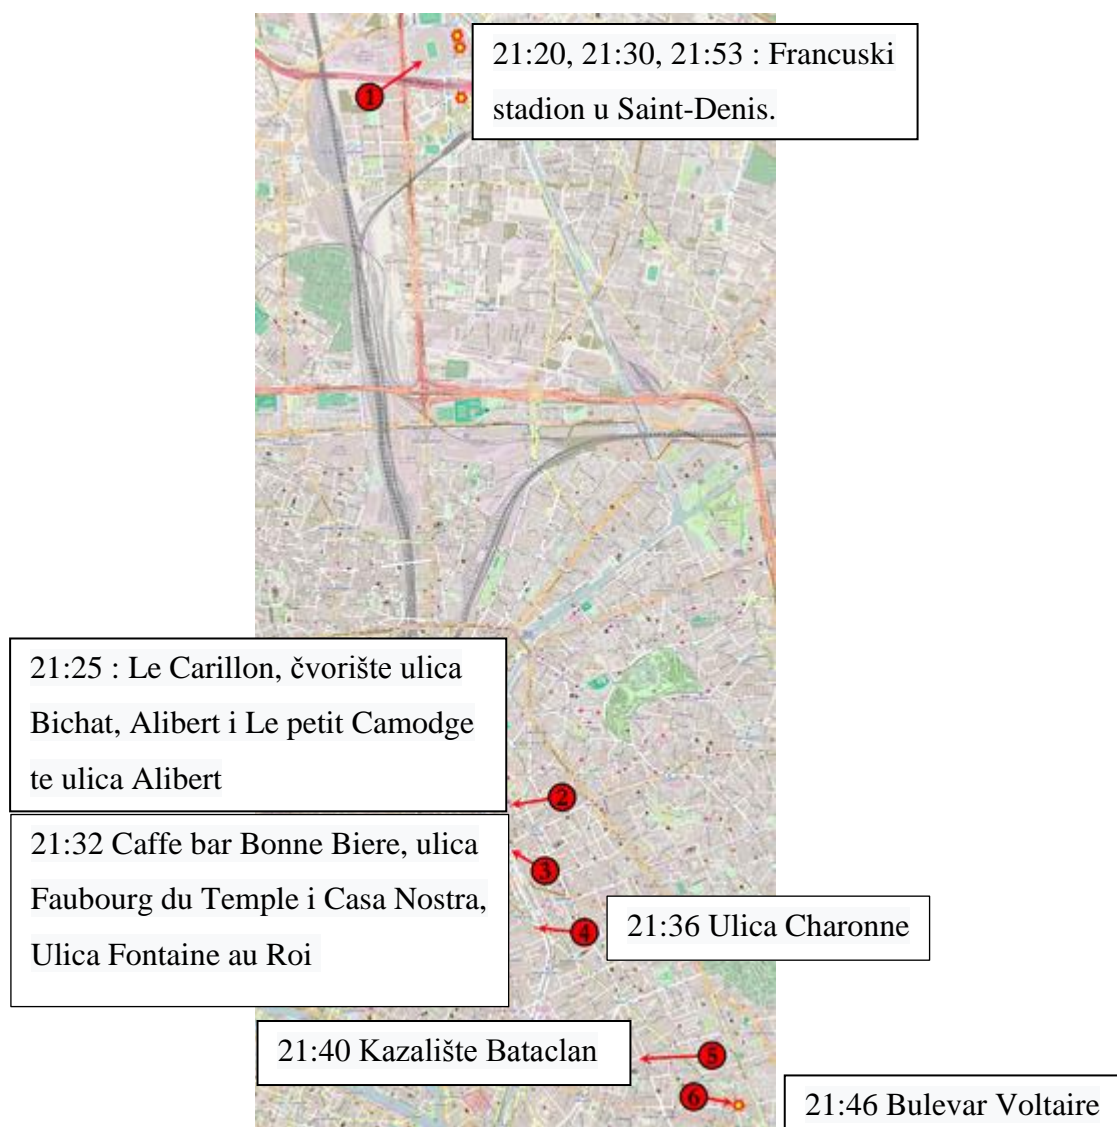 21:20, 21:30, 21:53 : Francuski
stadion u Saint-Denis.
1
21:25 : Le Carillon, čvorište ulica
Bichat, Alibert i Le petit Camodge
te ulica Alibert
2
21:32 Caffe bar Bonne Biere, ulica
Faubourg du Temple i Casa Nostra,
Ulica Fontaine au Roi
3
4
21:36 Ulica Charonne
21:40 Kazalište Bataclan
5
6
21:46 Bulevar Voltaire